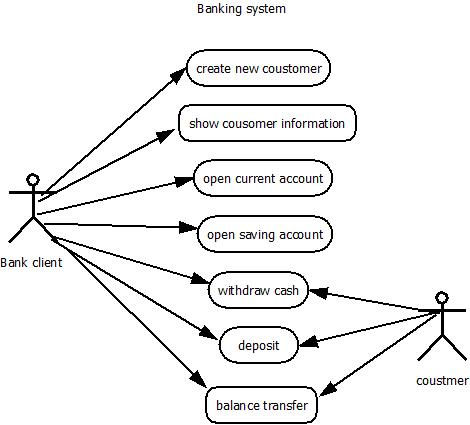 Banking system
create new coustomer
show cousomer information
open current account
open saving account
Bank client
withdraw cash
deposit
coustmer
balance transfer